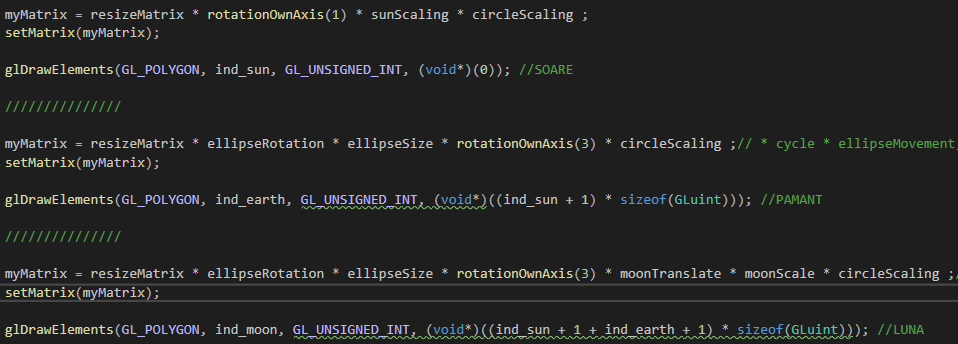 myMatrix = resizeMatrix * rotationOwnAxis(1) * sunScaling * circleScaling ;
setMatrix(myMatrix);
glDrawElements(GL_POLYGON, ind_sun, GL_UNSIGNED_INT, (void*)(0)); //SOARE
///////////////
myMatrix = resizeMatrix * ellipseRotation * ellipseSize * rotationOwnAxis(3) * circleScaling ;// * cycle * ellipseMovement
setMatrix(myMatrix);
glDrawElements(GL_POLYGON, ind_earth, GL_UNSIGNED_INT, (void*)((ind_sun + 1) * sizeof(GLuint))); //PAMANT
///////////////
myMatrix = resizeMatrix * ellipseRotation * ellipseSize * rotationOwnAxis(3) * moonTranslate * moonScale * circleScaling ;/
setMatrix(myMatrix);
glDrawElements(GL_POLYGON, ind_moon, GL_UNSIGNED_INT, (void*)((ind_sun + 1 + ind_earth + 1) * sizeof(GLuint))); //LUNA